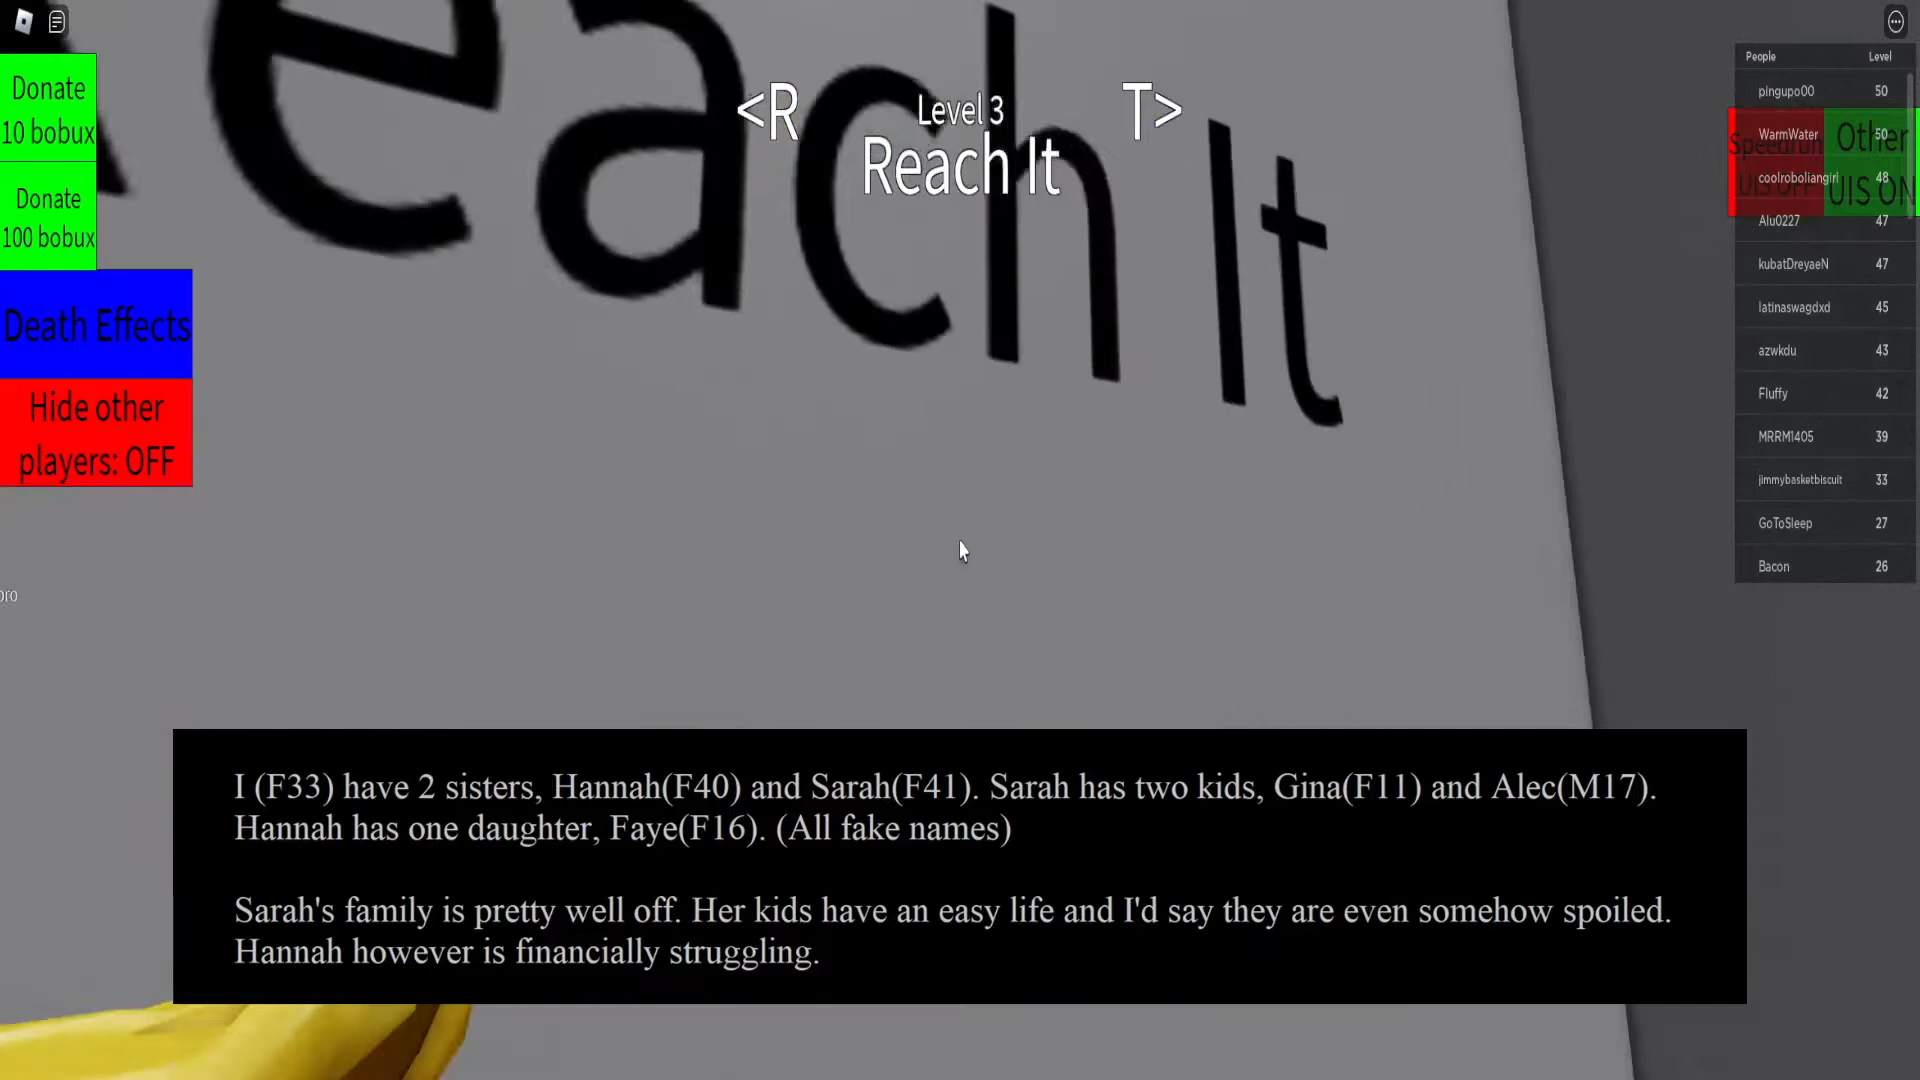 each It
<R
Level 3
T>
Reach It
Donate
10 bobux
Donate
100 bobux
Death Effects
Hide other
players: OFF
People Level
pingupo00 50
WarmWater 50
coolroboliangirl 48
Alu0227 47
kubatDreyaeN 47
latinaswagdxd 45
azwkdu 43
Fluffy 42
MRRM1405 39
jimmybasketbiscuit 33
GoToSleep 27
Bacon 26
Speedrun
UIS OFF
Other
UIS ON
oro
I (F33) have 2 sisters, Hannah(F40) and Sarah(F41). Sarah has two kids, Gina(F11) and Alec(M17).
Hannah has one daughter, Faye(F16). (All fake names)
Sarah's family is pretty well off. Her kids have an easy life and I'd say they are even somehow spoiled.
Hannah however is financially struggling.